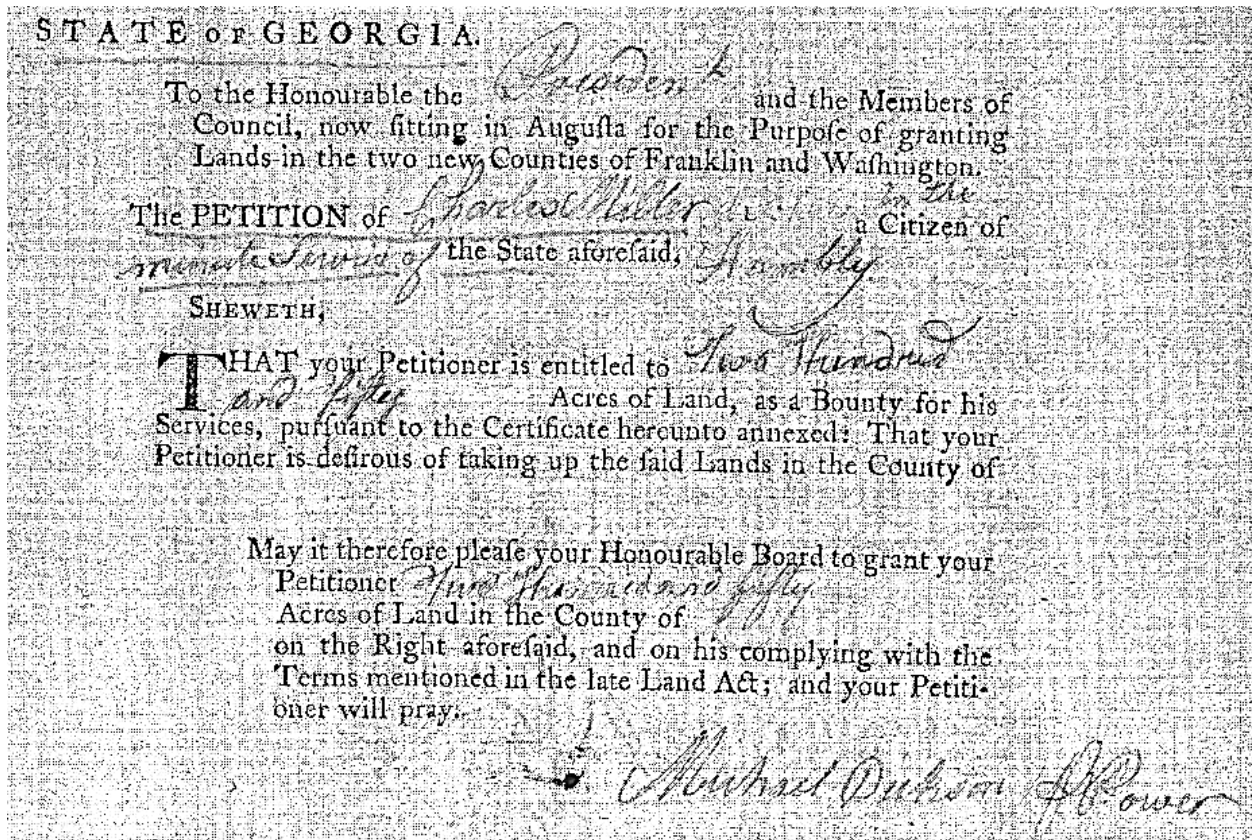 STATE OF GEORGIA.
To the Honourable the President and the Members of
Council, now ſitting in Auguſta for the Purpoſe of granting
Lands in the two new Counties of Franklin and Waſhington.
in the
The PETITION of Charles Miller a Citizen of
minute Service of the State aforeſaid, Humbly
SHEWETH,
THAT your Petitioner is entitled to Two Hundred
and fifty Acres of Land, as a Bounty for his
Services, purſuant to the Certificate hereunto annexed: That your
Petitioner is deſirous of taking up the ſaid Lands in the County of
May it therefore pleaſe your Honourable Board to grant your
Petitioner Two Hundred and fifty
Acres of Land in the County of
on the Right aforeſaid, and on his complying with the
Terms mentioned in the late Land Act; and your Petiti-
oner will pray.
Michael Dickson Power